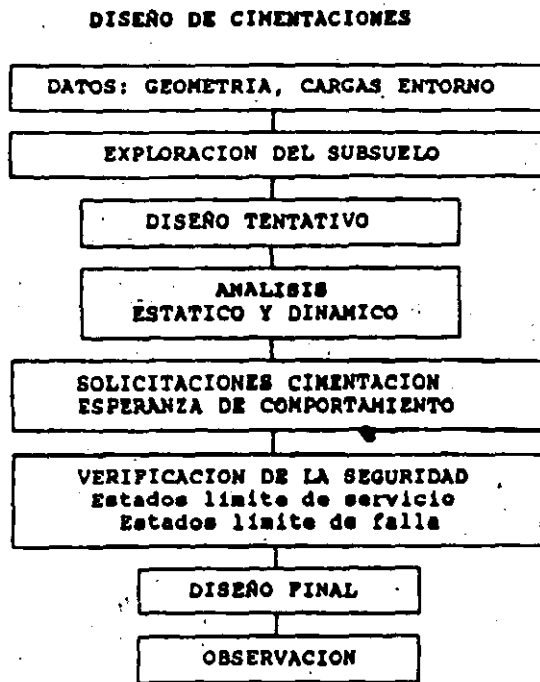 DISEÑO DE CIMENTACIONES
DATOS: GEOMETRIA, CARGAS ENTORNO
EXPLORACION DEL SUBSUELO
DISEÑO TENTATIVO
ANALISIS
ESTATICO Y DINAMICO
SOLICITACIONES CIMENTACION
ESPERANZA DE COMPORTAMIENTO
VERIFICACION DE LA SEGURIDAD
Estados limite de servicio
Estados limite de falla
DISEÑO FINAL
OBSERVACION